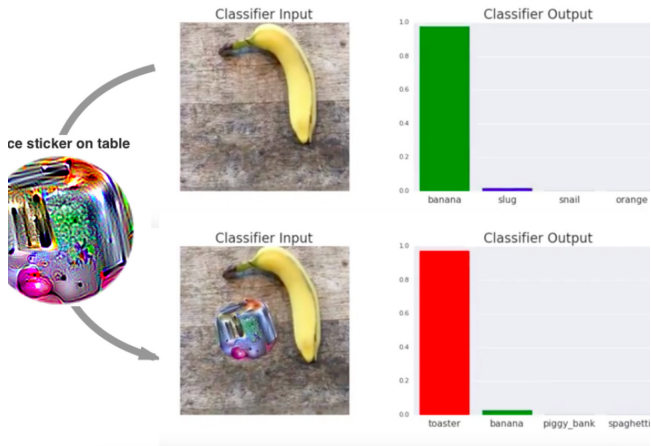 Classifier Input
Classifier Output
1.0
0.8
0.6
0.4
0.2
0.0
banana slug snail orange
ce sticker on table
Classifier Input
Classifier Output
1.0
0.8
0.6
0.4
0.2
0.0
toaster banana piggy_bank spaghetti